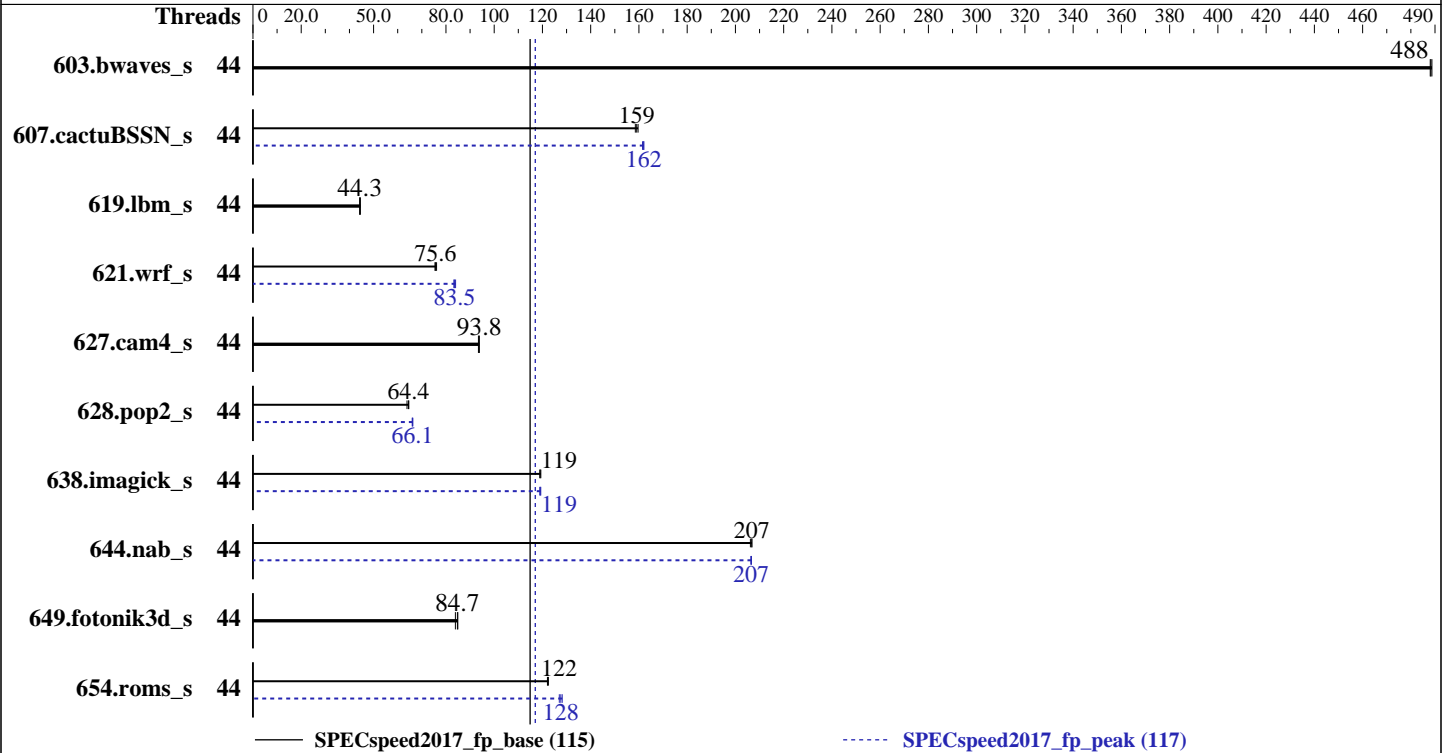 Threads 0 20.0 50.0 80.0 100 120 140 160 180 200 220 240 260 280 300 320 340 360 380 400 420 440 460 490
603.bwaves_s 44 488
607.cactuBSSN_s 44 159
162
619.lbm_s 44 44.3
621.wrf_s 44 75.6
83.5
627.cam4_s 44 93.8
628.pop2_s 44 64.4
66.1
638.imagick_s 44 119
119
644.nab_s 44 207
207
649.fotonik3d_s 44 84.7
654.roms_s 44 122
128
SPECspeed2017_fp_base (115) SPECspeed2017_fp_peak (117)